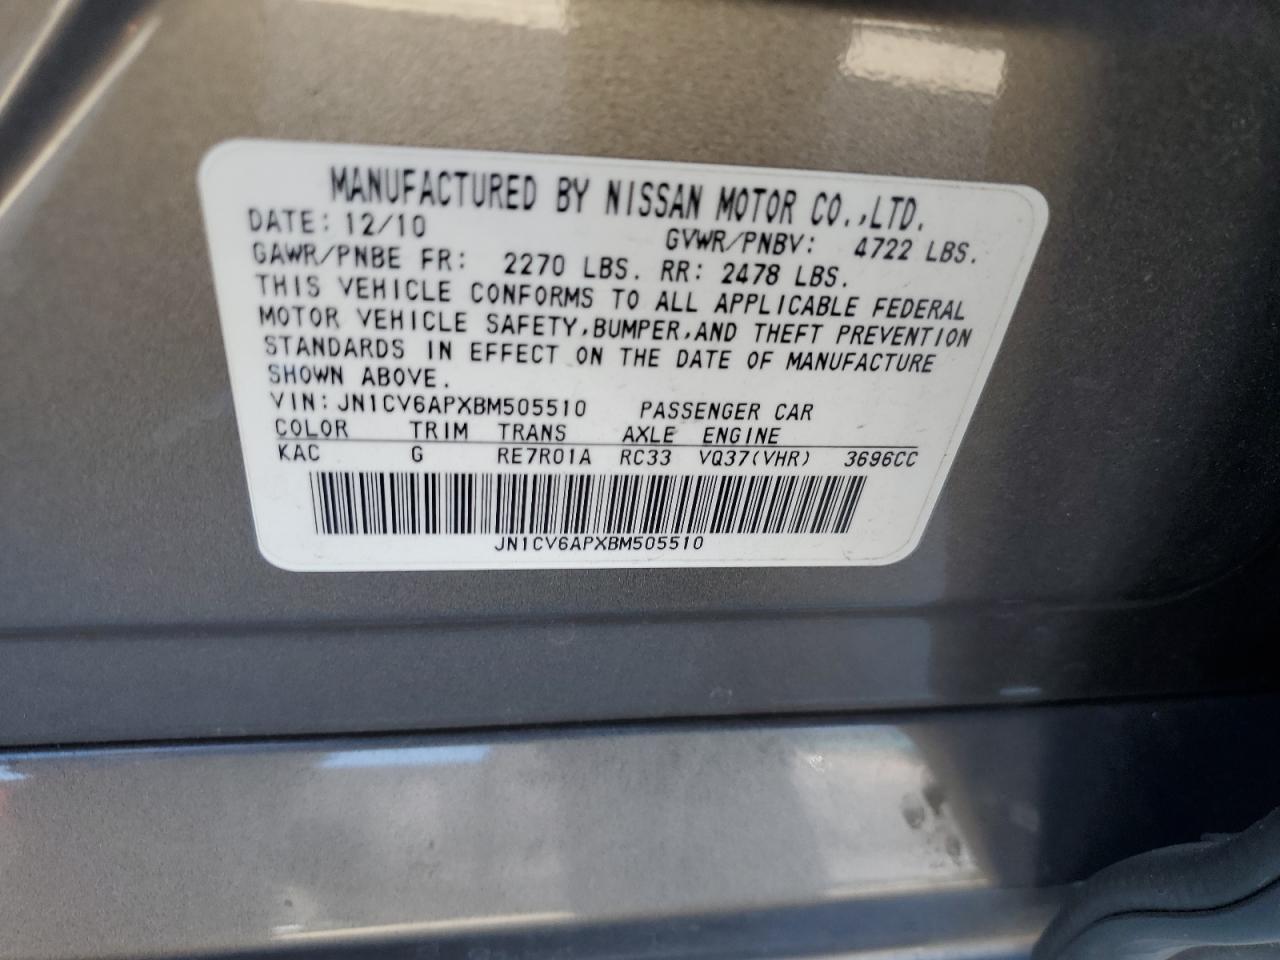 MANUFACTURED BY NISSAN MOTOR CO.,LTD.
DATE: 12/10 GVWR/PNBV: 4722 LBS.
GAWR/PNBE FR: 2270 LBS. RR: 2478 LBS.
THIS VEHICLE CONFORMS TO ALL APPLICABLE FEDERAL
MOTOR VEHICLE SAFETY,BUMPER,AND THEFT PREVENTION
STANDARDS IN EFFECT ON THE DATE OF MANUFACTURE
SHOWN ABOVE.
VIN: JN1CV6APXBM505510 PASSENGER CAR
COLOR TRIM TRANS AXLE ENGINE
KAC G RE7R01A RC33 VQ37(VHR) 3696CC
JN1CV6APXBM505510